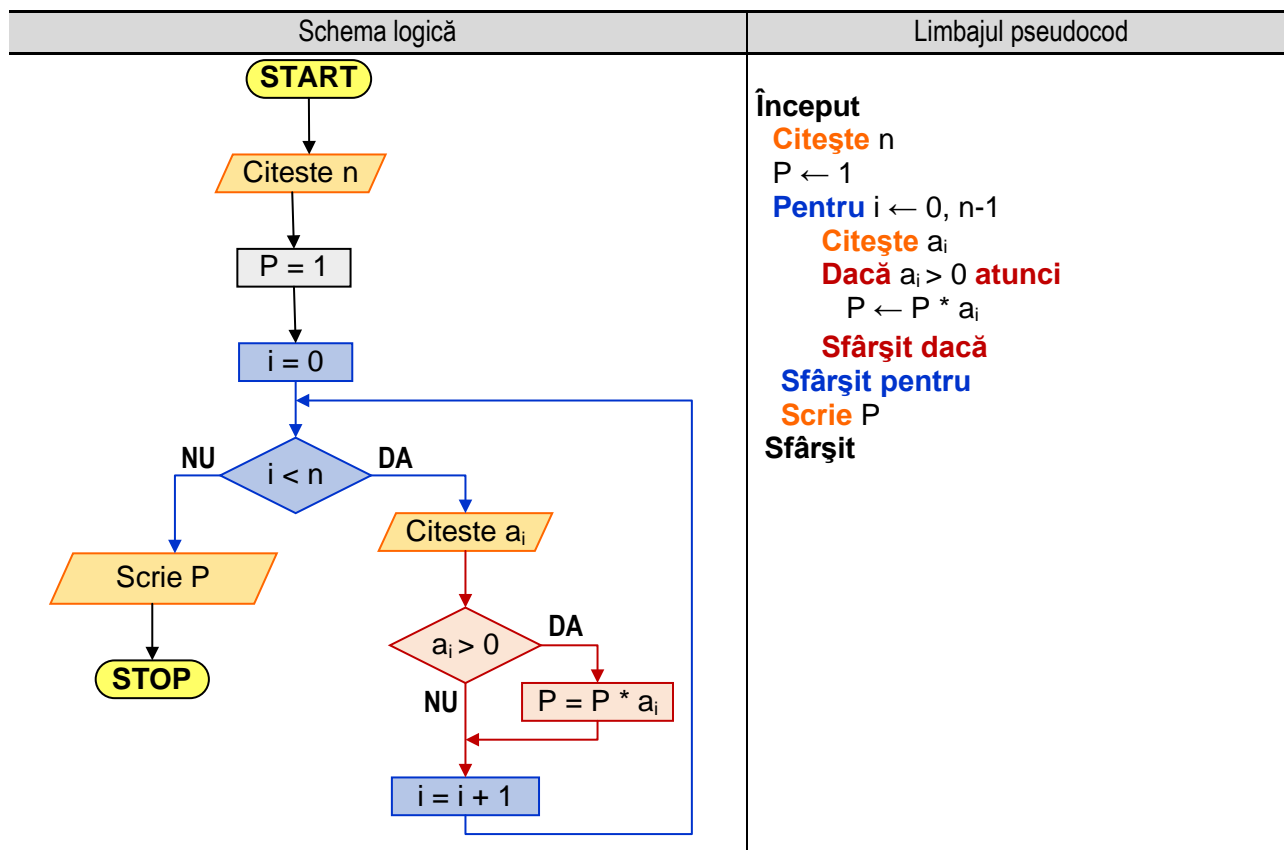 Schema logică
Limbajul pseudocod
START
Citeste n
P = 1
i = 0
NU
i < n
DA
Citeste aᵢ
Scrie P
aᵢ > 0
DA
STOP
NU
P = P * aᵢ
i = i + 1
Început
Citeşte n
P ← 1
Pentru i ← 0, n-1
Citeşte aᵢ
Dacă aᵢ > 0 atunci
P ← P * aᵢ
Sfârşit dacă
Sfârşit pentru
Scrie P
Sfârşit